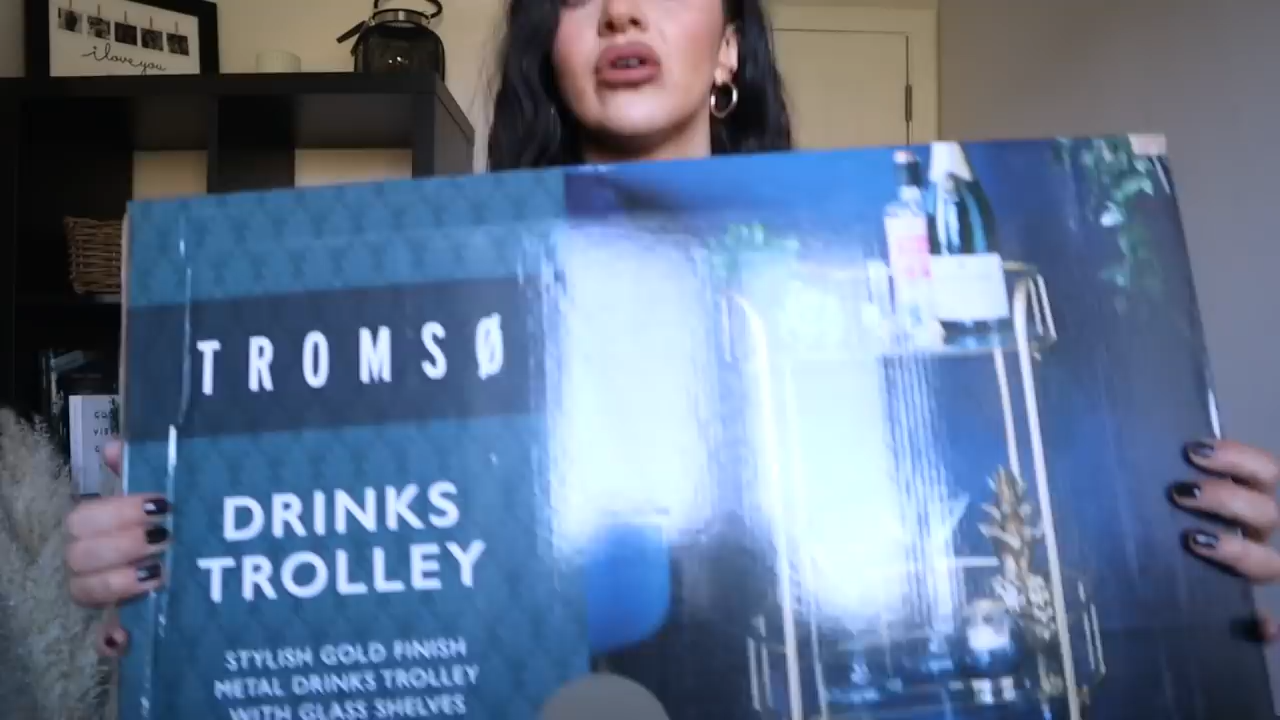 i love you
TROMSØ
DRINKS
TROLLEY
STYLISH GOLD FINISH
METAL DRINKS TROLLEY
WITH GLASS SHELVES